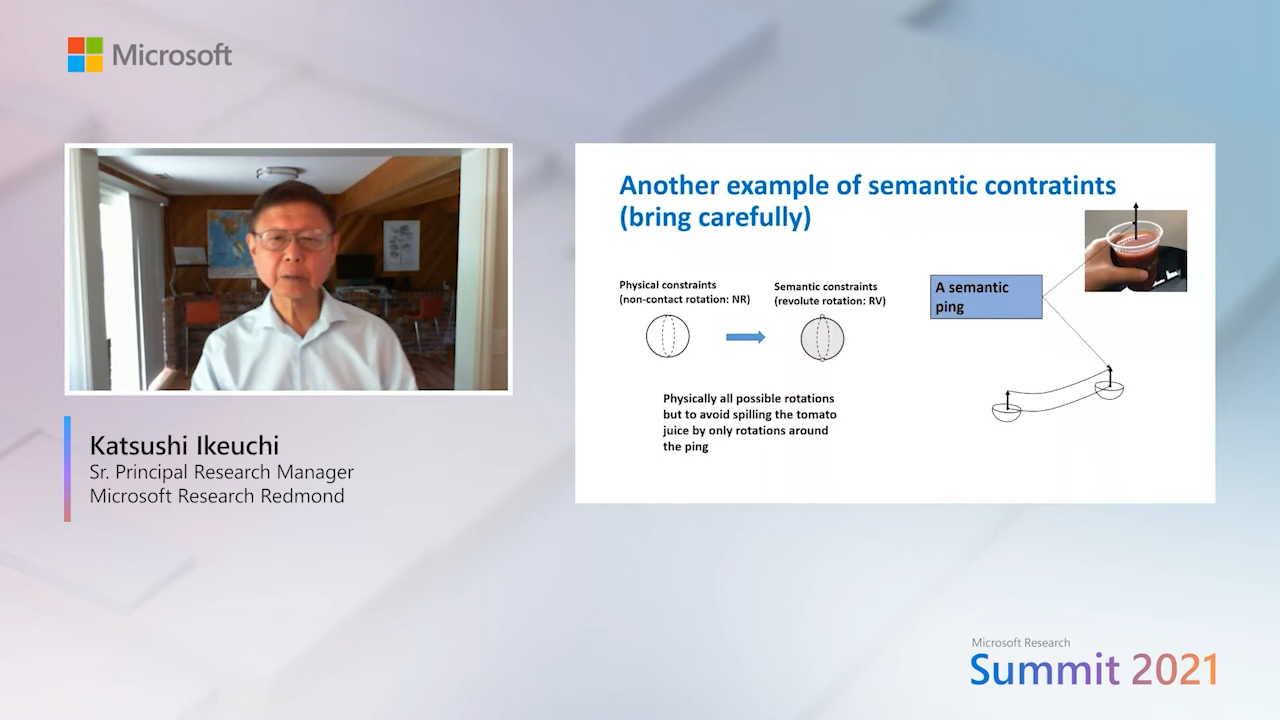 Microsoft
Another example of semantic contratints
(bring carefully)
Physical constraints
(non-contact rotation: NR)
Semantic constraints
(revolute rotation: RV)
A semantic
ping
Physically all possible rotations
but to avoid spilling the tomato
juice by only rotations around
the ping
Katsushi Ikeuchi
Sr. Principal Research Manager
Microsoft Research Redmond
Microsoft Research
Summit 2021